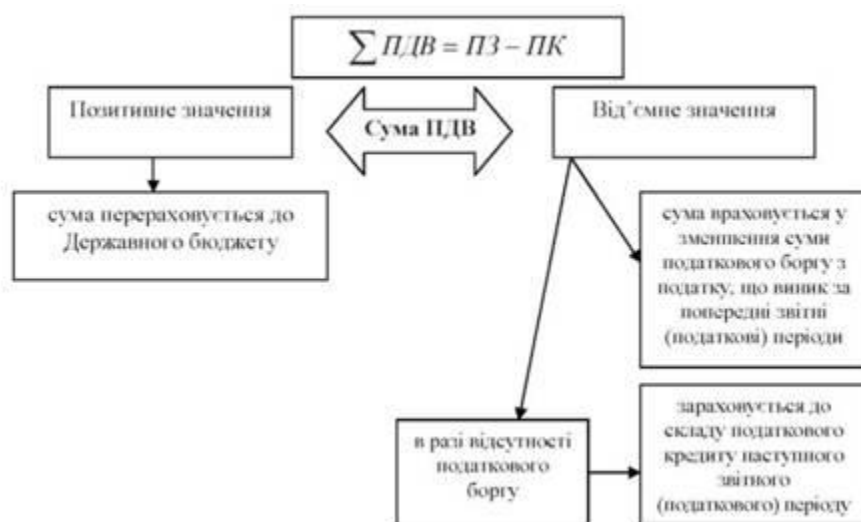 ∑ ПДВ = ПЗ – ПК
Позитивне значення
Сума ПДВ
Від’ємне значення
сума перераховується до
Державного бюджету
сума враховується у
зменшення суми
податкового боргу з
податку, що виник за
попередні звітні
(податкові) періоди
в разі відсутності
податкового
боргу
зараховується до
складу податкового
кредиту наступного
звітного
(податкового) періоду